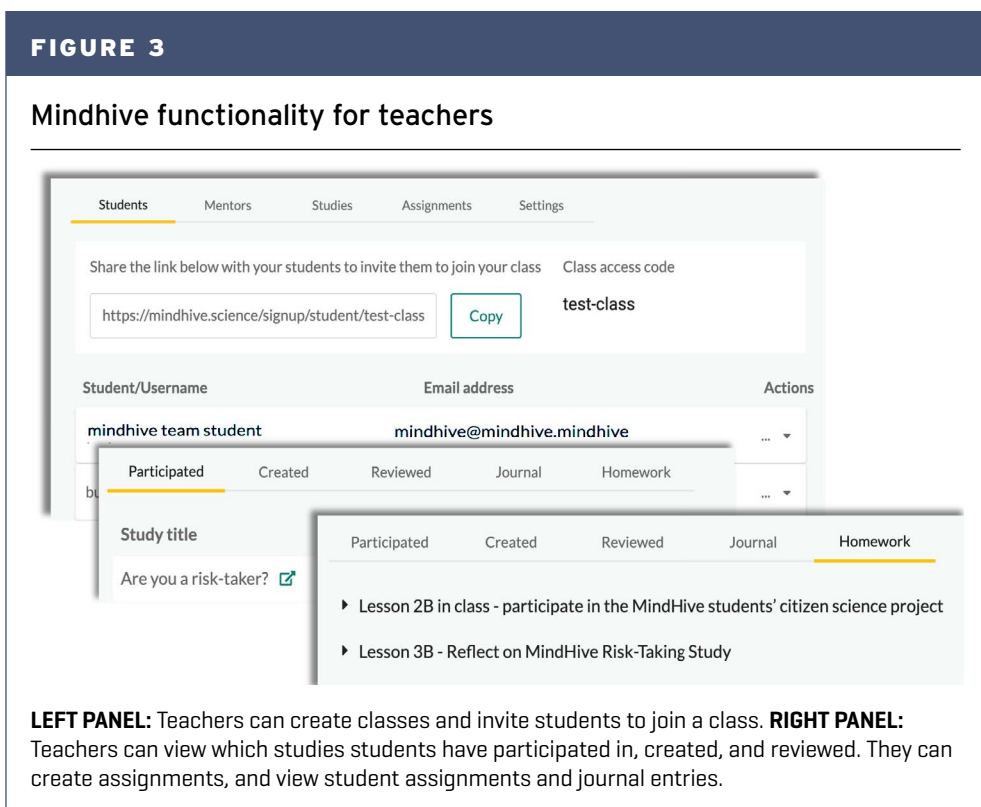 FIGURE 3
Mindhive functionality for teachers
Students Mentors Studies Assignments Settings
Share the link below with your students to invite them to join your class Class access code
https://mindhive.science/signup/student/test-class Copy test-class
Student/Username Email address Actions
mindhive team student mindhive@mindhive.mindhive ...
Participated Created Reviewed Journal Homework
bu ...
Study title
Are you a risk-taker?
Participated Created Reviewed Journal Homework
Lesson 2B in class - participate in the MindHive students' citizen science project
Lesson 3B - Reflect on MindHive Risk-Taking Study
LEFT PANEL: Teachers can create classes and invite students to join a class. RIGHT PANEL:
Teachers can view which studies students have participated in, created, and reviewed. They can
create assignments, and view student assignments and journal entries.